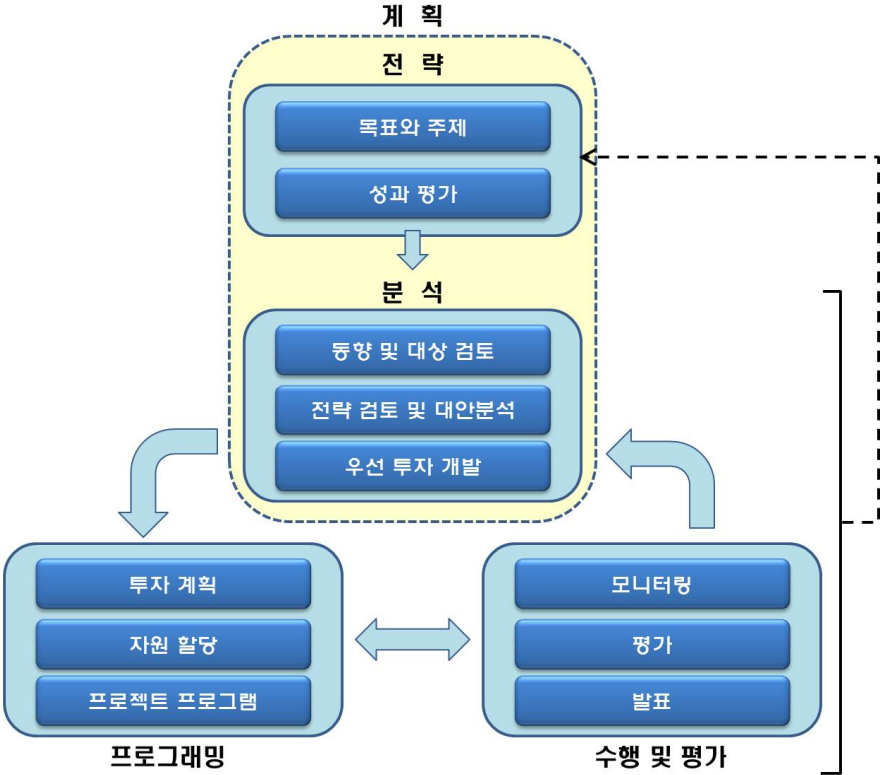 계 획
전 략
목표와 주제
성과 평가
분 석
동향 및 대상 검토
전략 검토 및 대안분석
우선 투자 개발
투자 계획
자원 할당
프로젝트 프로그램
프로그래밍
모니터링
평가
발표
수행 및 평가